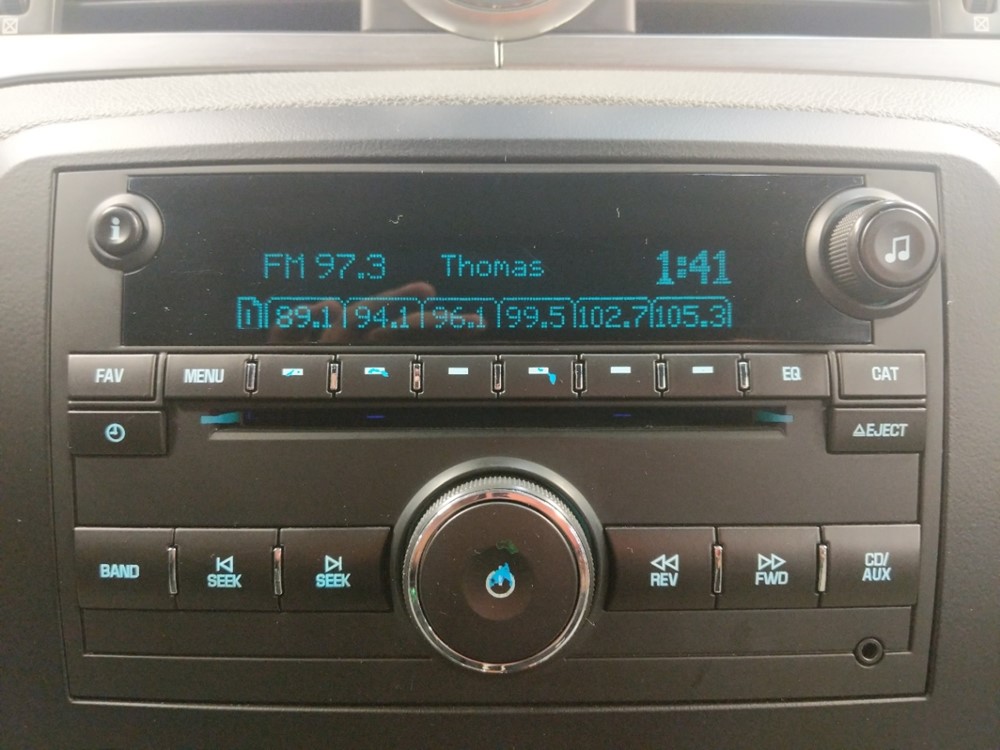 FM 97.3 Thomas 1:41
1 89.1 94.1 96.1 99.5 102.7 105.3
FAV MENU EQ CAT
EJECT
BAND SEEK SEEK REV FWD CD/
AUX